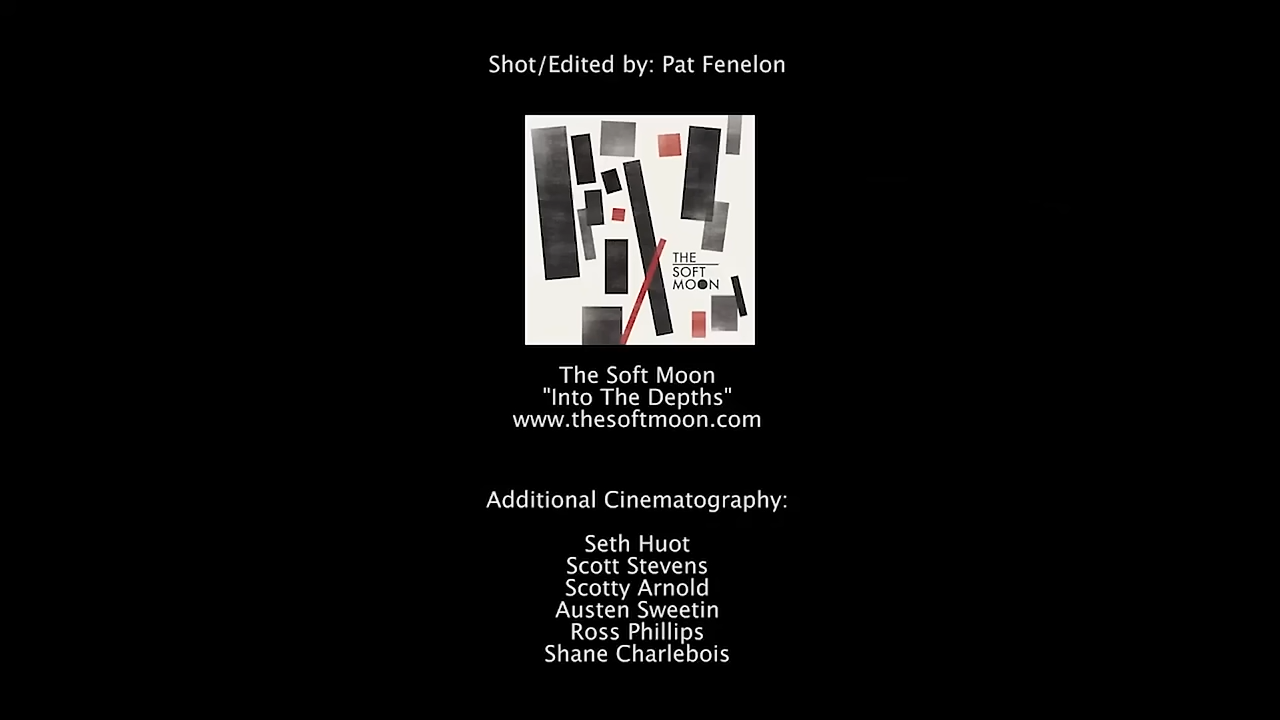 Shot/Edited by: Pat Fenelon
THE
SOFT
MOON
The Soft Moon
"Into The Depths"
www.thesoftmoon.com
Additional Cinematography:
Seth Huot
Scott Stevens
Scotty Arnold
Austen Sweetin
Ross Phillips
Shane Charlebois